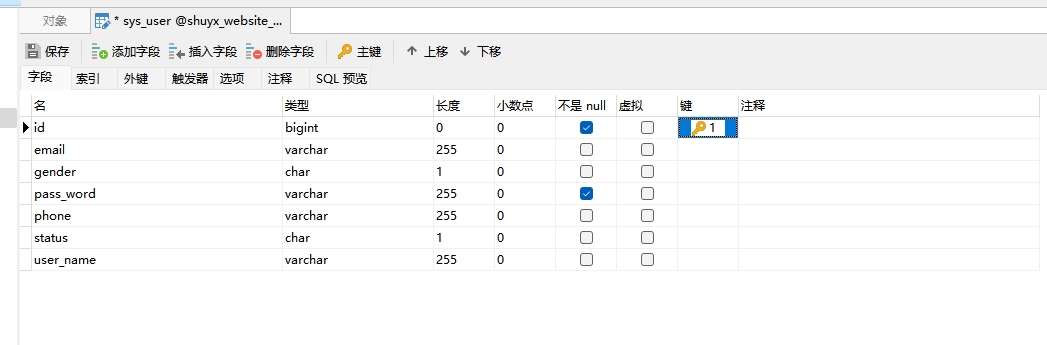 对象 * sys_user @shuyx_website_...
保存 添加字段 插入字段 删除字段 主键 上移 下移
字段 索引 外键 触发器 选项 注释 SQL 预览
名 类型 长度 小数点 不是 null 虚拟 键 注释
id bigint 0 0 1
email varchar 255 0
gender char 1 0
pass_word varchar 255 0
phone varchar 255 0
status char 1 0
user_name varchar 255 0